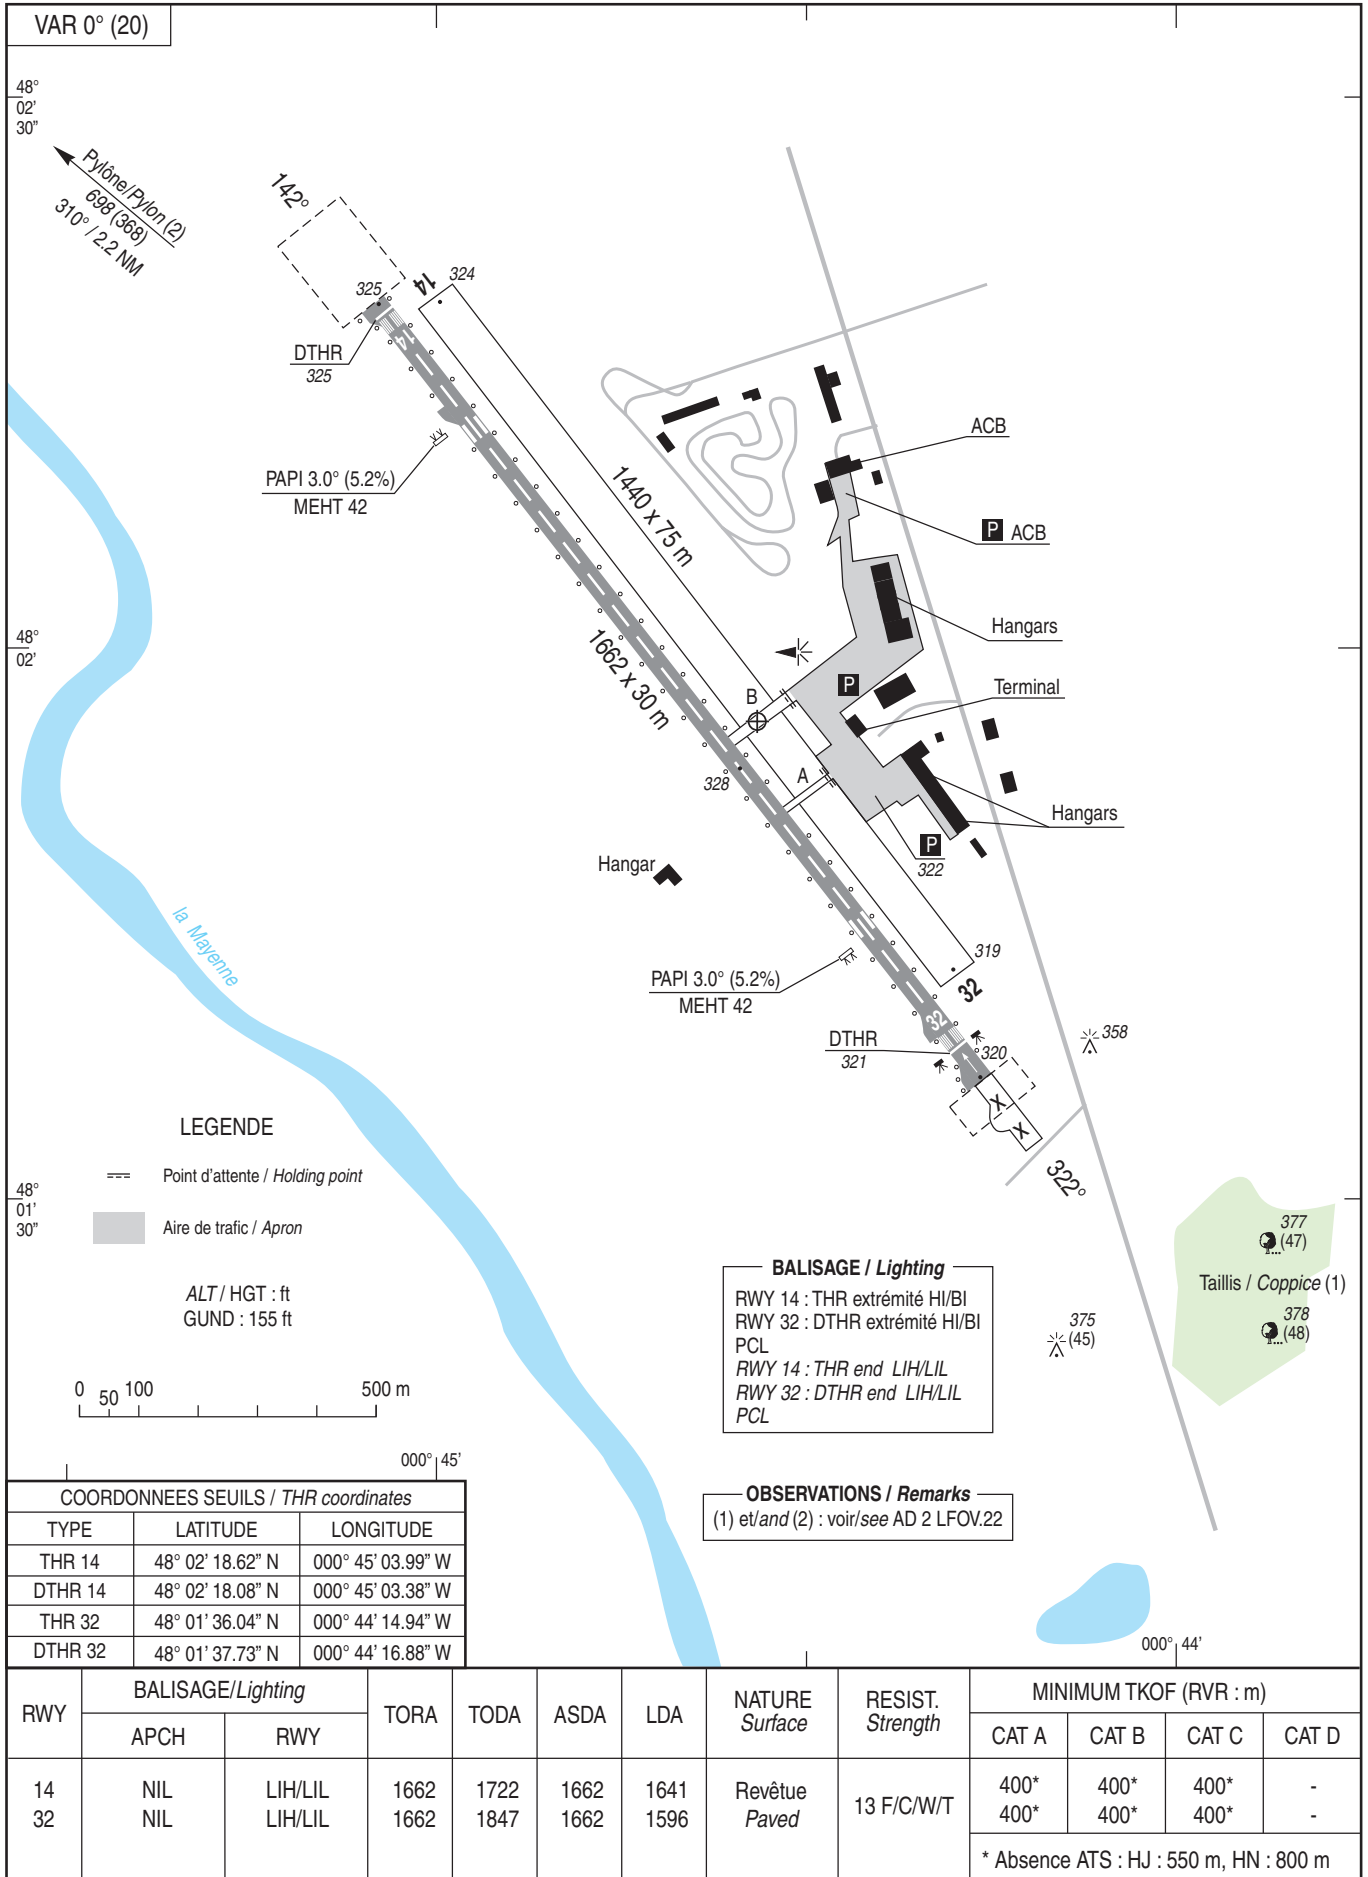 VAR 0° (20)
48°
02'
30"
Pylône/Pylon (2)
698 (368)
310° / 2.2 NM
142°
325
14
324
DTHR
325
14
PAPI 3.0° (5.2%)
MEHT 42
1440 x 75 m
ACB
P ACB
Hangars
48°
02'
1662 x 30 m
B
P
Terminal
328
A
Hangars
P
322
Hangar
la Mayenne
PAPI 3.0° (5.2%)
MEHT 42
319
32
32
DTHR
321
320
358
X
X
322°
LEGENDE
Point d'attente / Holding point
Aire de trafic / Apron
48°
01'
30"
ALT / HGT : ft
GUND : 155 ft
377
(47)
Taillis / Coppice (1)
378
(48)
375
(45)
BALISAGE / Lighting
RWY 14 : THR extrémité HI/BI
RWY 32 : DTHR extrémité HI/BI
PCL
RWY 14 : THR end LIH/LIL
RWY 32 : DTHR end LIH/LIL
PCL
0 50 100 500 m
000° 45'
OBSERVATIONS / Remarks
(1) et/and (2) : voir/see AD 2 LFOV.22
COORDONNEES SEUILS / THR coordinates
TYPE LATITUDE LONGITUDE
THR 14 48° 02' 18.62" N 000° 45' 03.99" W
DTHR 14 48° 02' 18.08" N 000° 45' 03.38" W
THR 32 48° 01' 36.04" N 000° 44' 14.94" W
DTHR 32 48° 01' 37.73" N 000° 44' 16.88" W
000° 44'
RWY BALISAGE/Lighting TORA TODA ASDA LDA NATURE RESIST. MINIMUM TKOF (RVR : m)
Surface Strength
APCH RWY CAT A CAT B CAT C CAT D
14 NIL LIH/LIL 1662 1722 1662 1641 Revêtue 13 F/C/W/T 400* 400* 400* -
32 NIL LIH/LIL 1662 1847 1662 1596 Paved 400* 400* 400* -
* Absence ATS : HJ : 550 m, HN : 800 m